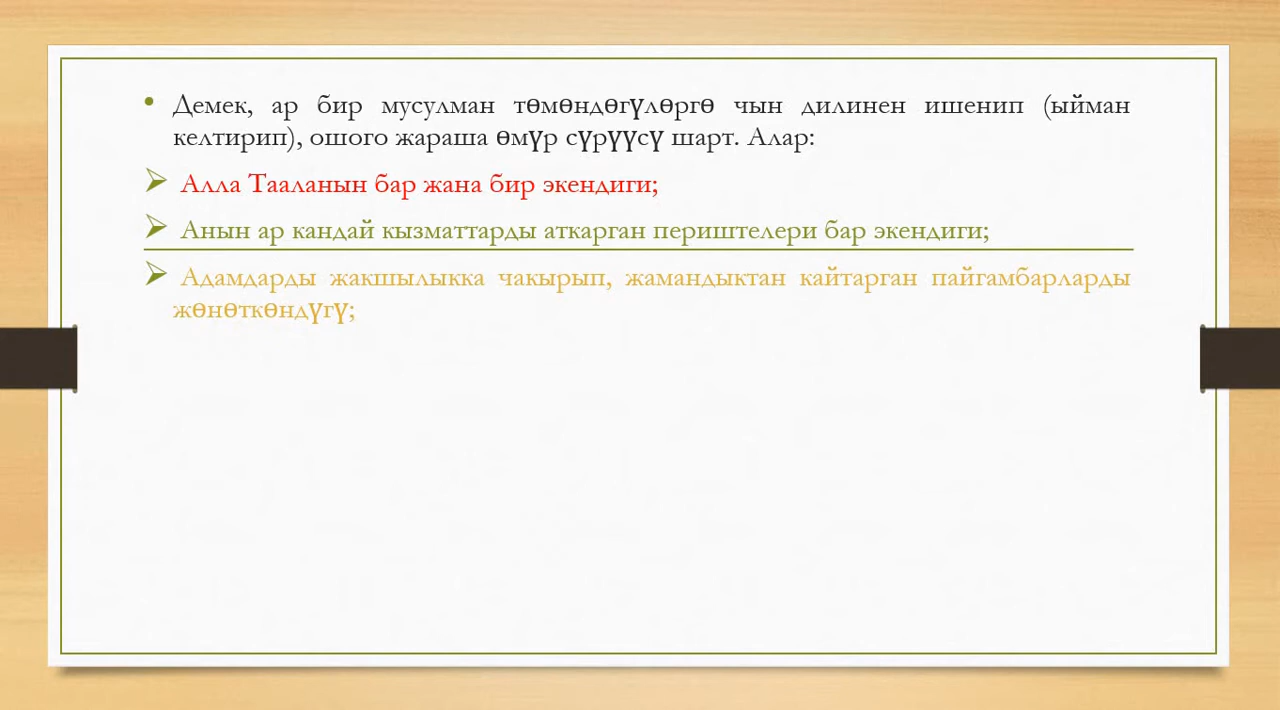 • Демек, ар бир мусулман төмөндөгүлөргө чын дилинен ишенип (ыйман
келтирип), ошого жараша өмүр сүрүүсү шарт. Алар:
➢ Алла Тааланын бар жана бир экендиги;
➢ Анын ар кандай кызматтарды аткарган периштелери бар экендиги;
➢ Адамдарды жакшылыкка чакырып, жамандыктан кайтарган пайгамбарларды
жөнөткөндүгү;